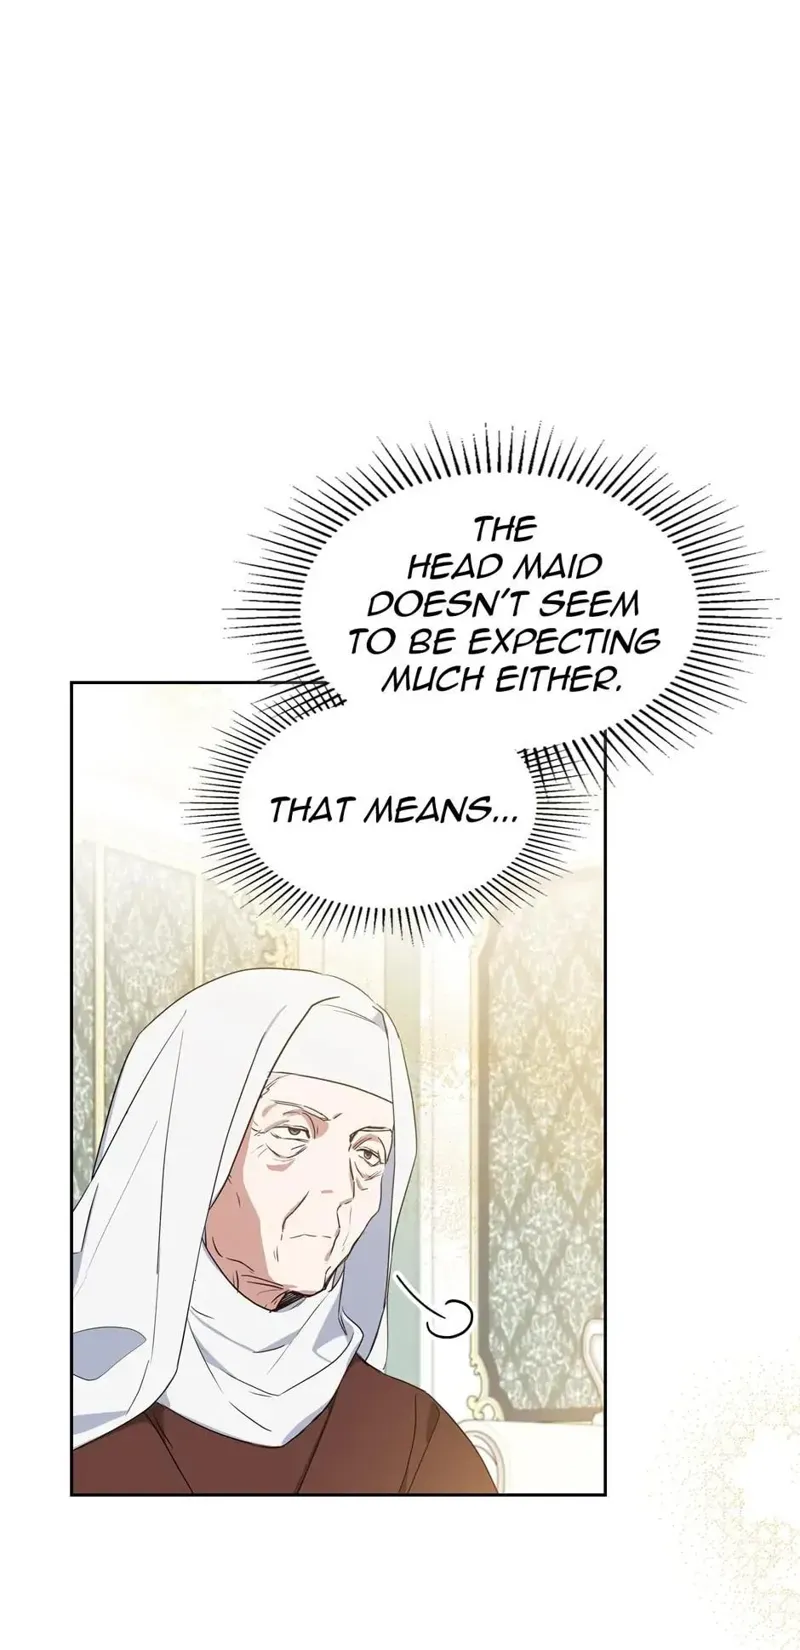 THE
HEAD MAID
DOESN'T SEEM
TO BE EXPECTING
MUCH EITHER.
THAT MEANS...